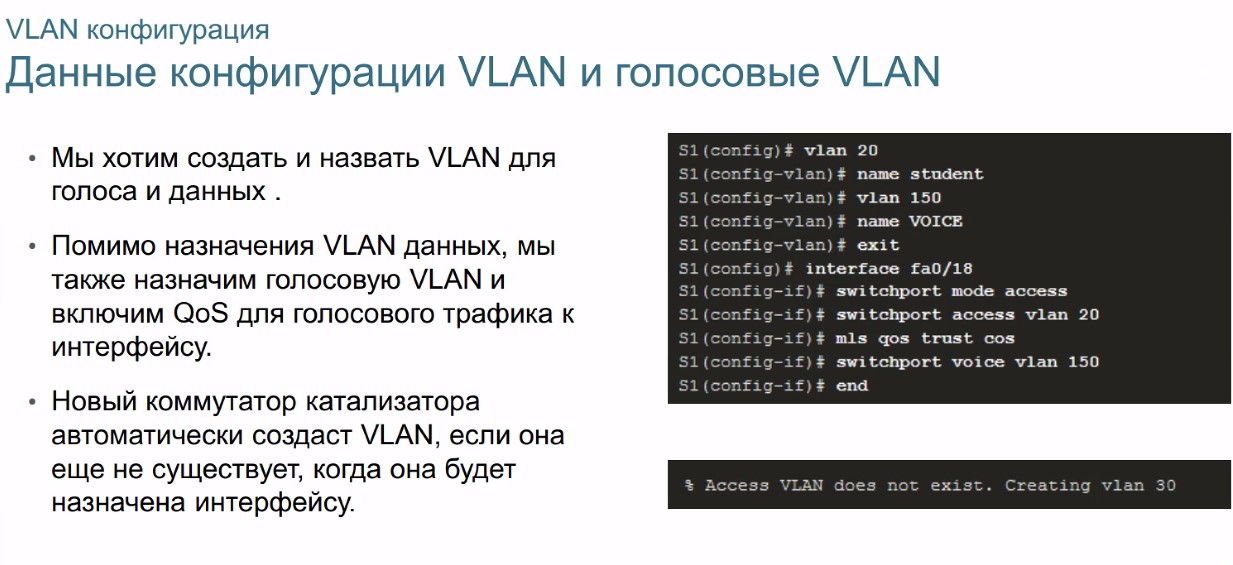 VLAN конфигурация
Данные конфигурации VLAN и голосовые VLAN
• Мы хотим создать и назвать VLAN для
голоса и данных .
• Помимо назначения VLAN данных, мы
также назначим голосовую VLAN и
включим QoS для голосового трафика к
интерфейсу.
• Новый коммутатор катализатора
автоматически создаст VLAN, если она
еще не существует, когда она будет
назначена интерфейсу.
S1(config)# vlan 20
S1(config-vlan)# name student
S1(config-vlan)# vlan 150
S1(config-vlan)# name VOICE
S1(config-vlan)# exit
S1(config)# interface fa0/18
S1(config-if)# switchport mode access
S1(config-if)# switchport access vlan 20
S1(config-if)# mls qos trust cos
S1(config-if)# switchport voice vlan 150
S1(config-if)# end
% Access VLAN does not exist. Creating vlan 30